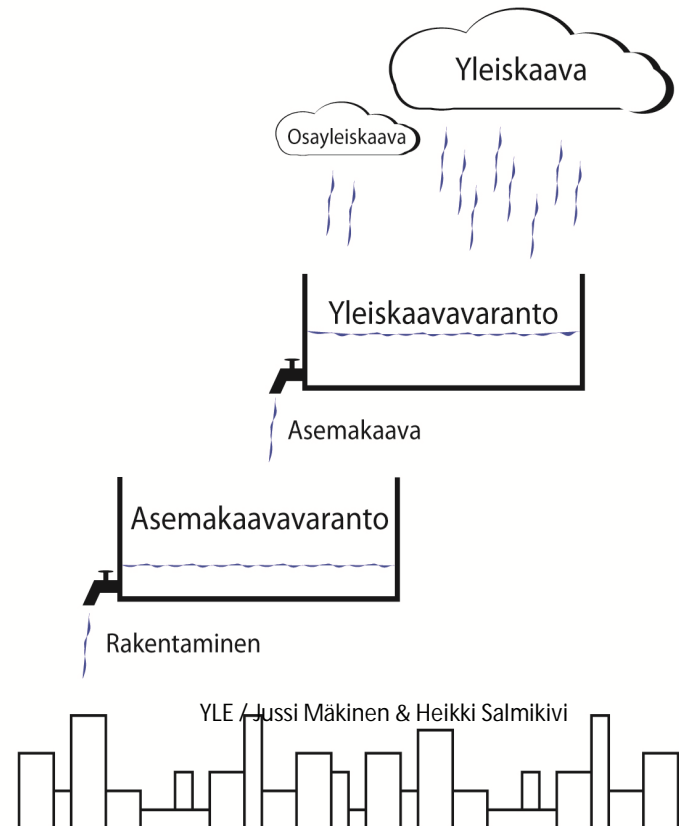 Yleiskaava
Osayleiskaava
Yleiskaavavaranto
Asemakaava
Asemakaavavaranto
Rakentaminen
YLE / Jussi Mäkinen & Heikki Salmikivi